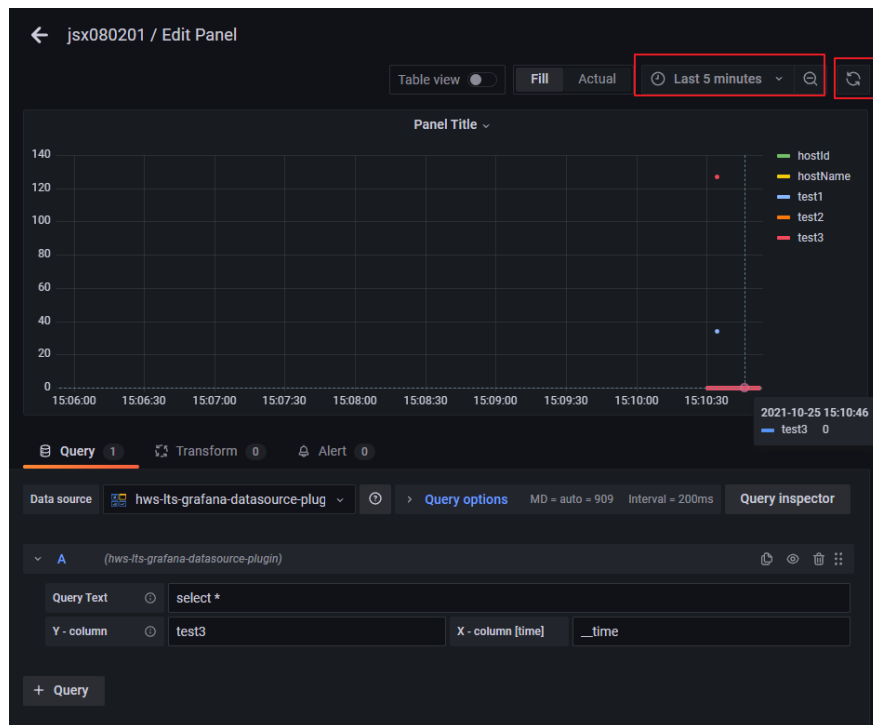 jsx080201 / Edit Panel
Table view Fill Actual Last 5 minutes
Panel Title
140
120
100
80
60
40
20
0
hostId
hostName
test1
test2
test3
15:06:00 15:06:30 15:07:00 15:07:30 15:08:00 15:08:30 15:09:00 15:09:30 15:10:00 15:10:30
2021-10-25 15:10:46
test3 0
Query 1 Transform 0 Alert 0
Data source hws-lts-grafana-datasource-plug Query options MD = auto = 909 Interval = 200ms Query inspector
A (hws-lts-grafana-datasource-plugin)
Query Text select *
Y - column test3 X - column [time] __time
+ Query